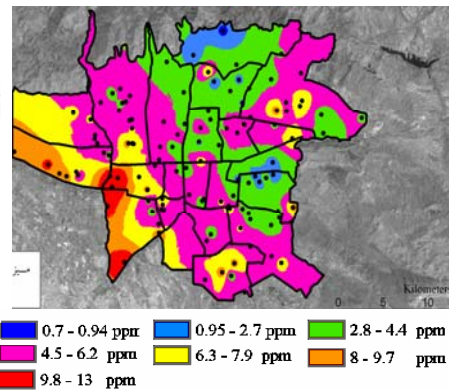 Kilometers
0 5 10
0.7 - 0.94 ppm 0.95 - 2.7 ppm 2.8 - 4.4 ppm
4.5 - 6.2 ppm 6.3 - 7.9 ppm 8 - 9.7 ppm
9.8 - 13 ppm